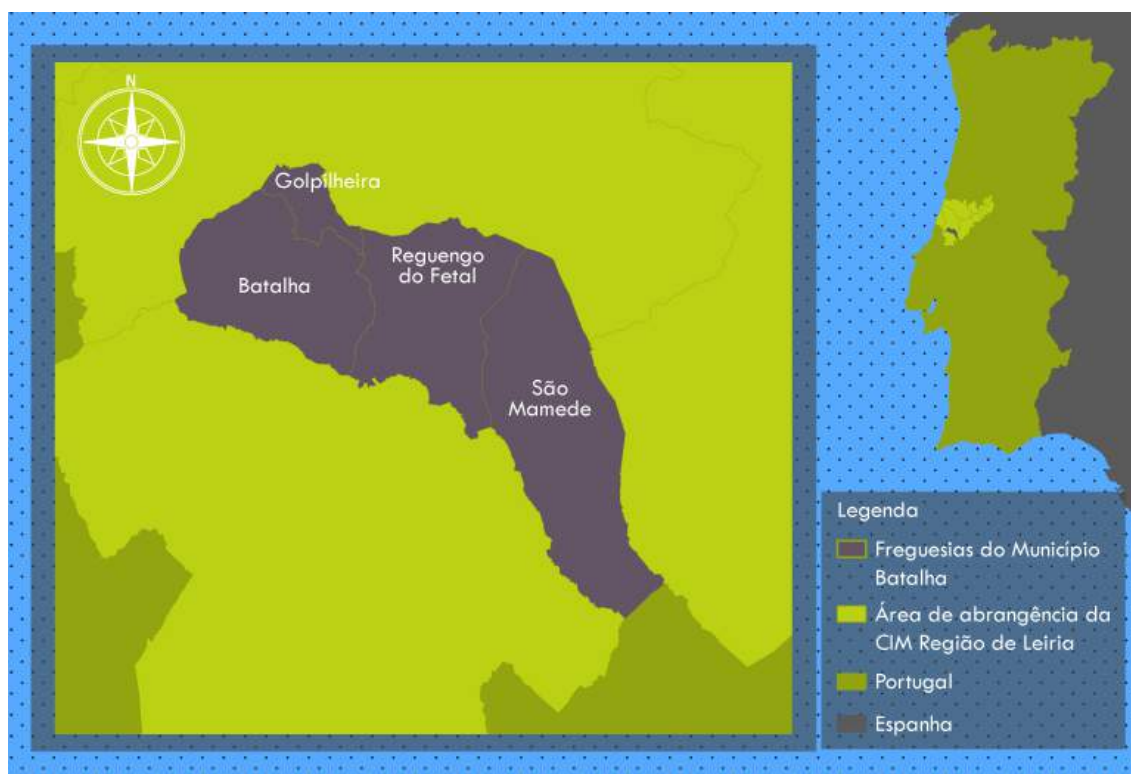 N
Golpilheira
Reguengo
do Fetal
Batalha
São
Mamede
Legenda
Freguesias do Município
Batalha
Área de abrangência da
CIM Região de Leiria
Portugal
Espanha